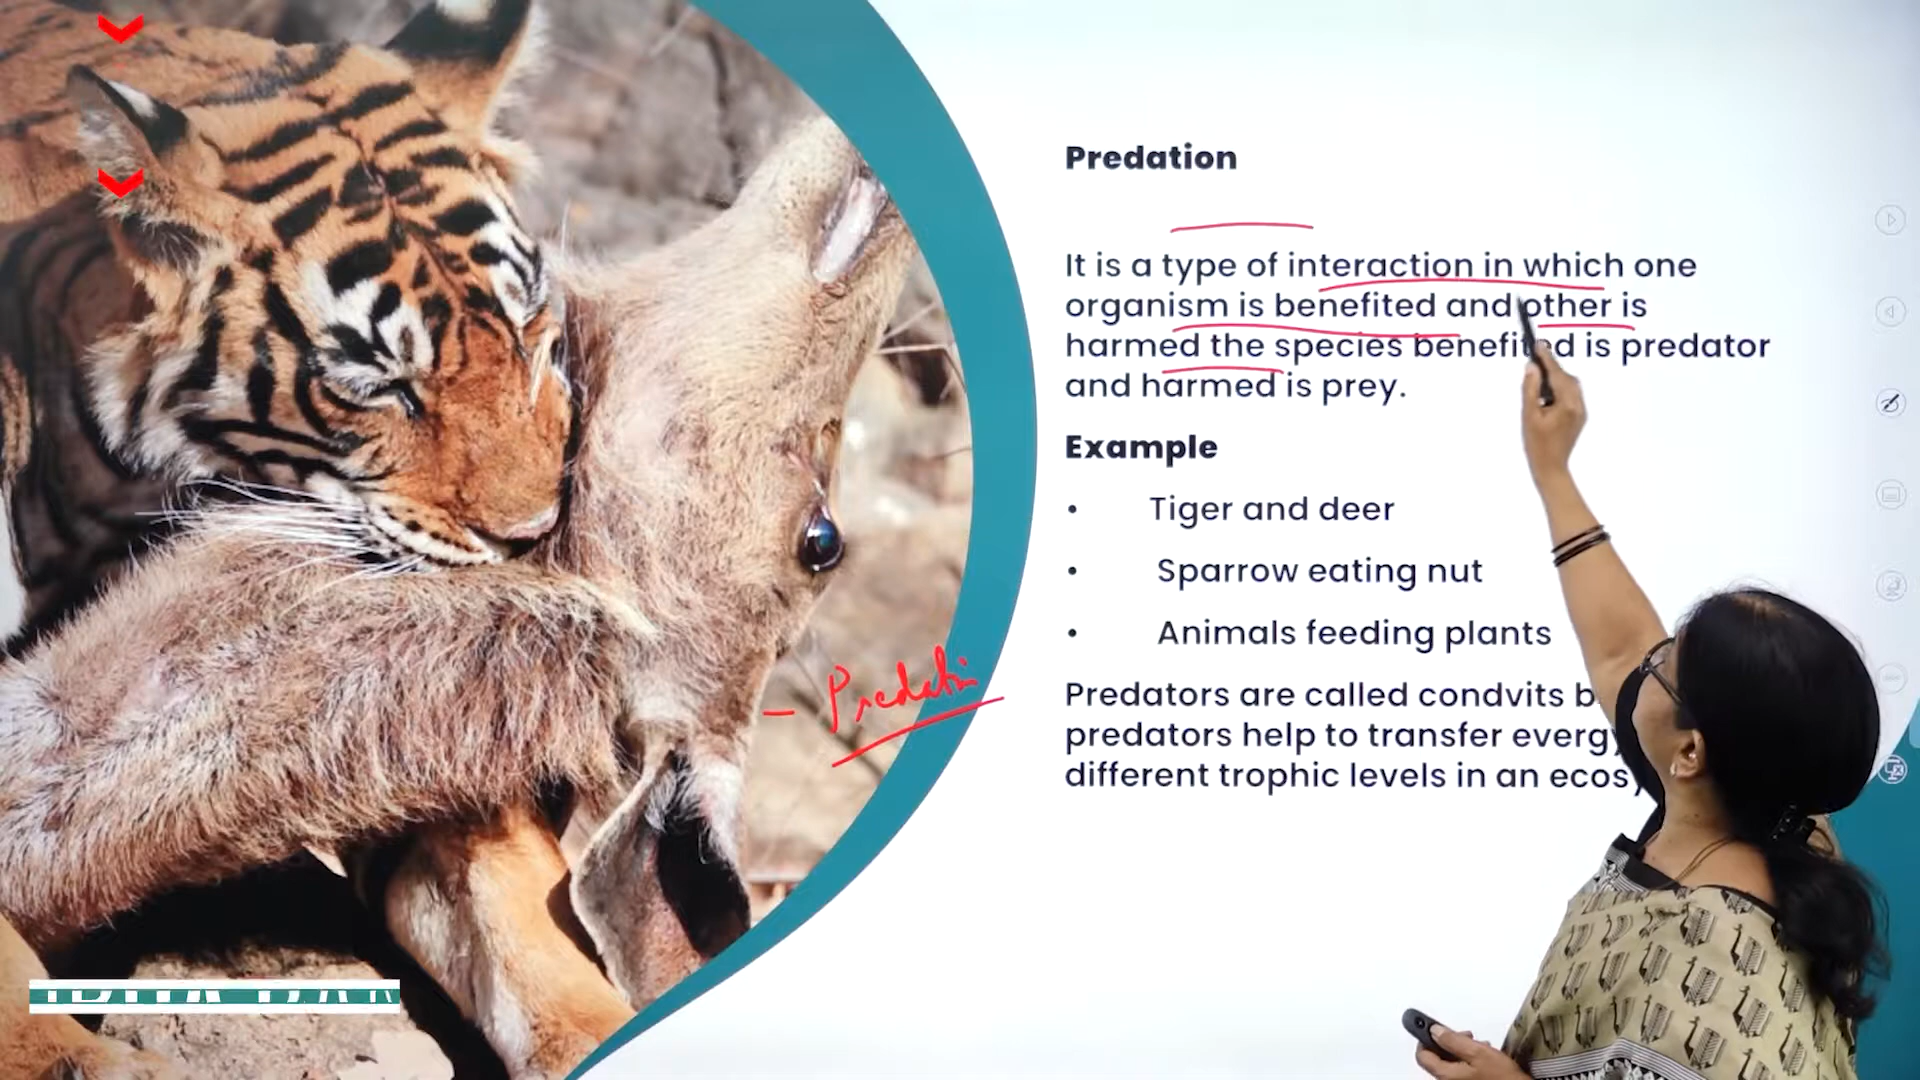 Predation
It is a type of interaction in which one
organism is benefited and other is
harmed the species benefited is predator
and harmed is prey.
Example
• Tiger and deer
• Sparrow eating nut
• Animals feeding plants
Predators are called condvits
predators help to transfer evergy
different trophic levels in an
- Predation